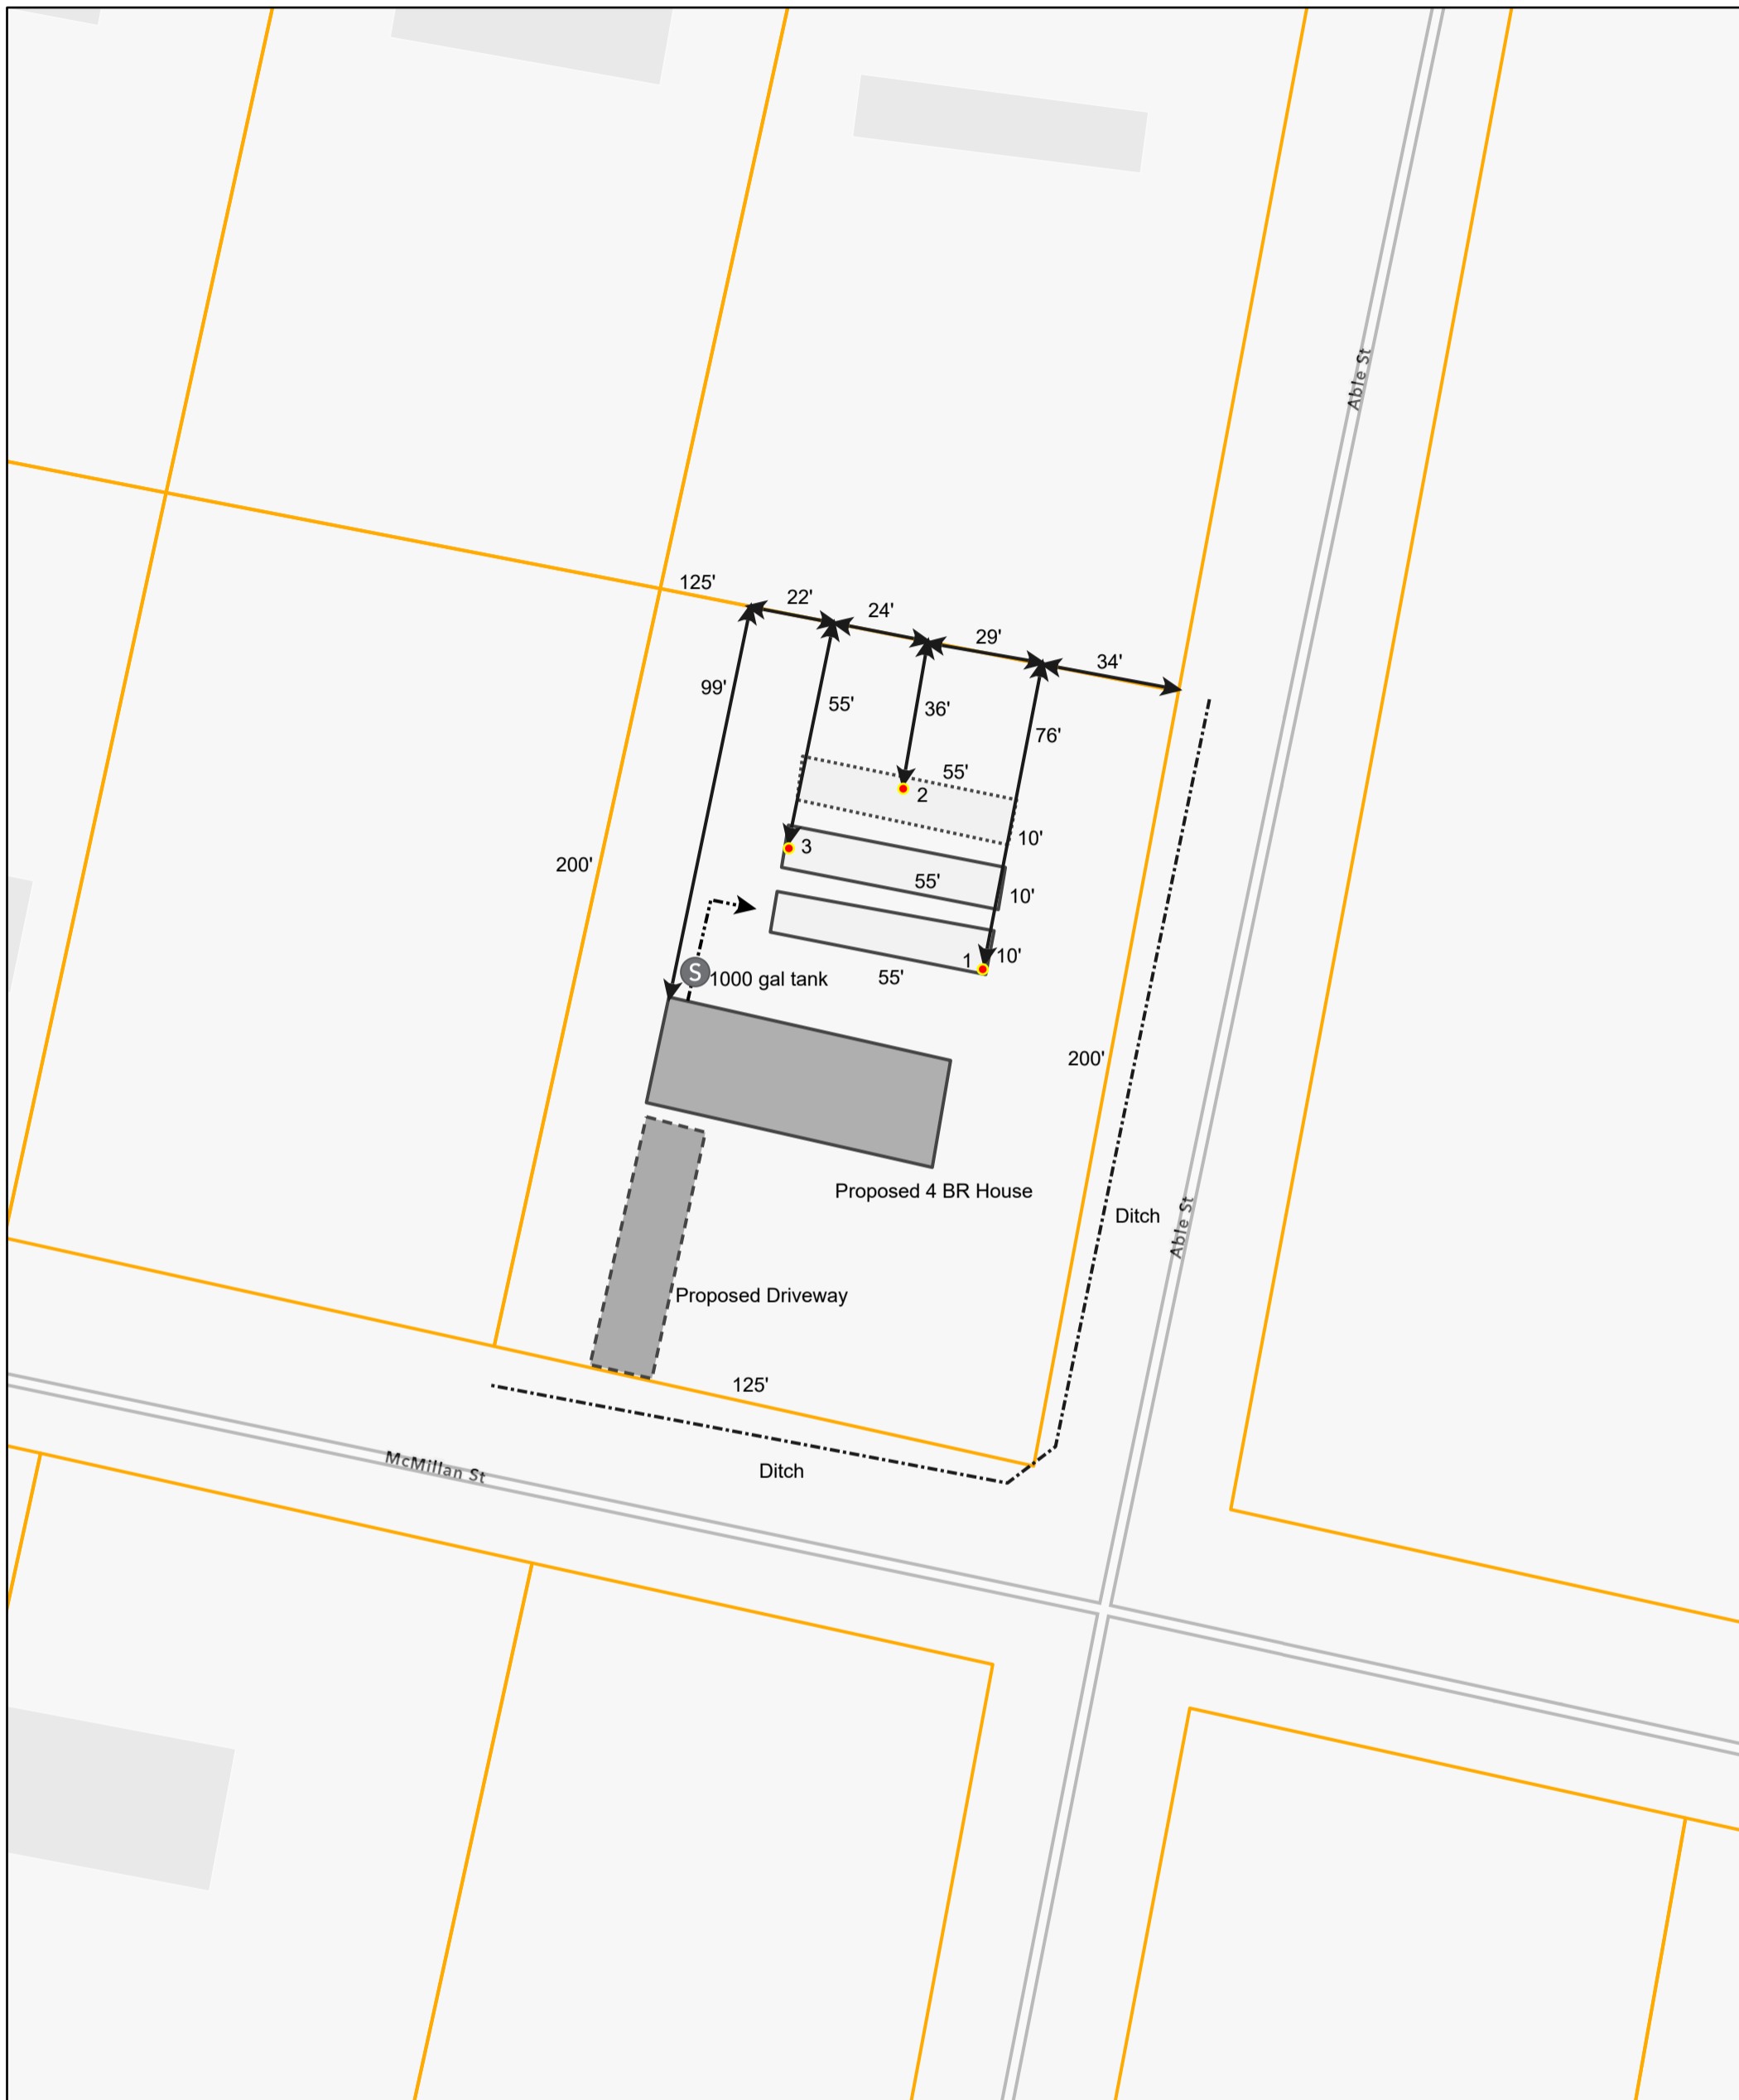 Able St
125'
22'
24'
29'
34'
99'
55'
36'
76'
55'
2
10'
3
200'
55'
10'
1
10'
S
1000 gal tank
55'
200'
Proposed 4 BR House
Ditch
Able St
Proposed Driveway
125'
McMillan St
Ditch